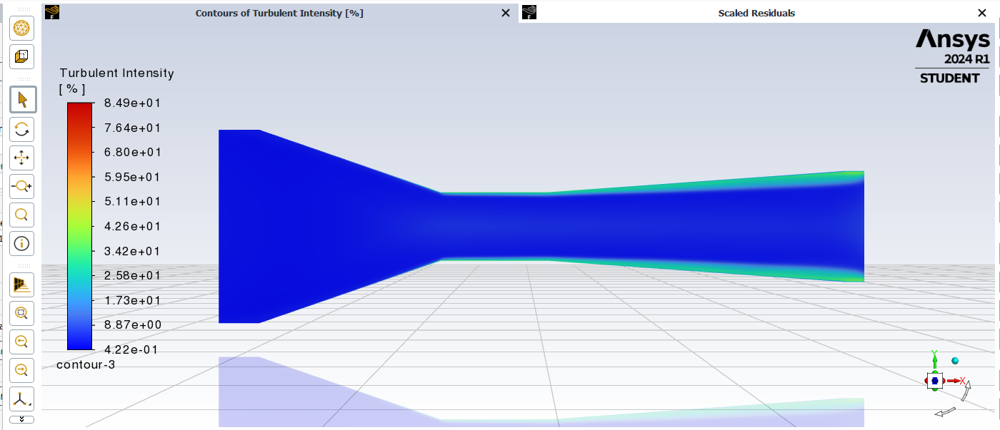 Contours of Turbulent Intensity [%]
Scaled Residuals
Ansys
2024 R1
STUDENT
Turbulent Intensity
[ % ]
8.49e+01
7.64e+01
6.80e+01
5.95e+01
5.11e+01
4.26e+01
3.42e+01
2.58e+01
1.73e+01
8.87e+00
4.22e-01
contour-3
Y
X